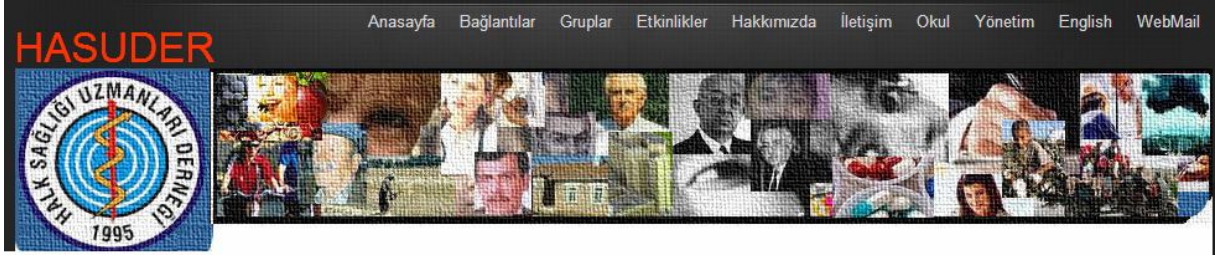 Anasayfa Bağlantılar Gruplar Etkinlikler Hakkımızda İletişim Okul Yönetim English WebMail
HASUDER
HALK SAĞLIĞI UZMANLARI DERNEĞİ
1995